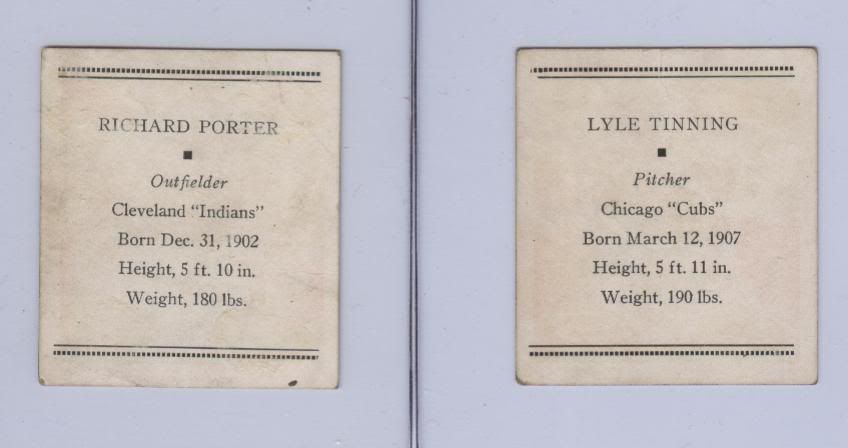 RICHARD PORTER
Outfielder
Cleveland "Indians"
Born Dec. 31, 1902
Height, 5 ft. 10 in.
Weight, 180 lbs.
LYLE TINNING
Pitcher
Chicago "Cubs"
Born March 12, 1907
Height, 5 ft. 11 in.
Weight, 190 lbs.